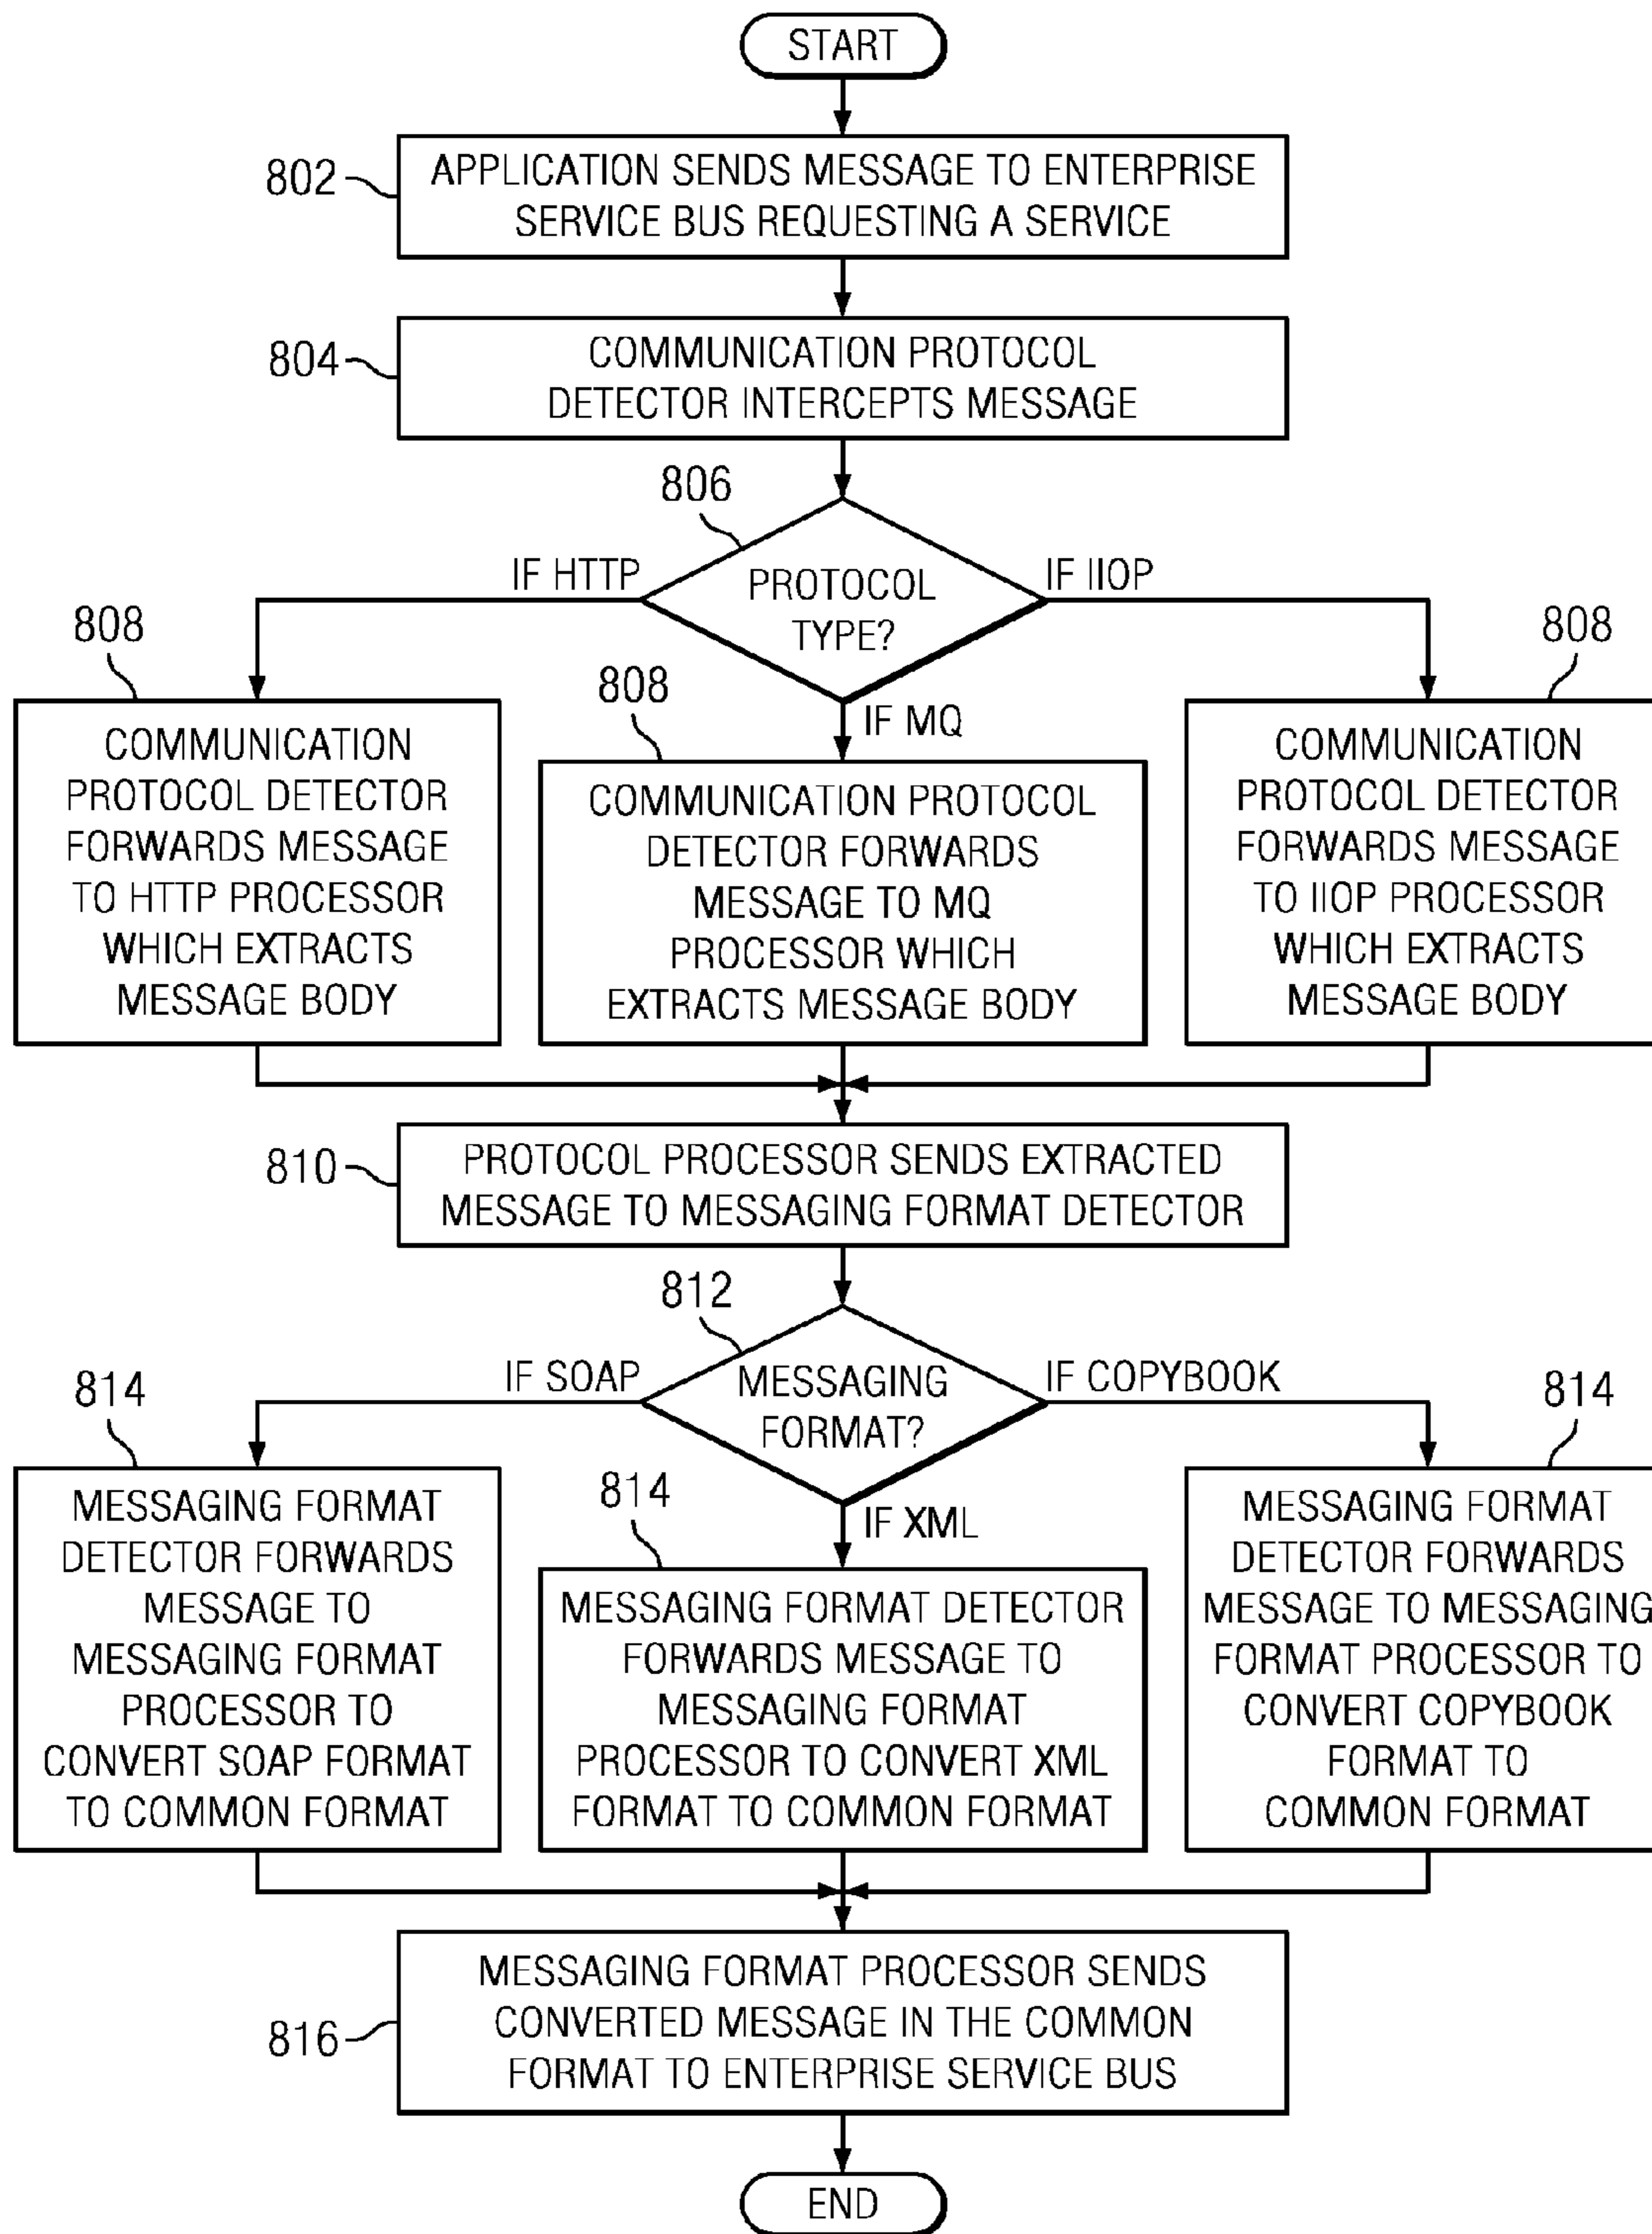 START
802
APPLICATION SENDS MESSAGE TO ENTERPRISE
SERVICE BUS REQUESTING A SERVICE
804
COMMUNICATION PROTOCOL
DETECTOR INTERCEPTS MESSAGE
806
PROTOCOL
TYPE?
IF HTTP
IF MQ
IF IIOP
808
COMMUNICATION
PROTOCOL DETECTOR
FORWARDS MESSAGE
TO HTTP PROCESSOR
WHICH EXTRACTS
MESSAGE BODY
808
COMMUNICATION PROTOCOL
DETECTOR FORWARDS
MESSAGE TO MQ
PROCESSOR WHICH
EXTRACTS MESSAGE BODY
808
COMMUNICATION
PROTOCOL DETECTOR
FORWARDS MESSAGE
TO IIOP PROCESSOR
WHICH EXTRACTS
MESSAGE BODY
810
PROTOCOL PROCESSOR SENDS EXTRACTED
MESSAGE TO MESSAGING FORMAT DETECTOR
812
MESSAGING
FORMAT?
IF SOAP
IF XML
IF COPYBOOK
814
MESSAGING FORMAT
DETECTOR FORWARDS
MESSAGE TO
MESSAGING FORMAT
PROCESSOR TO
CONVERT SOAP FORMAT
TO COMMON FORMAT
814
MESSAGING FORMAT DETECTOR
FORWARDS MESSAGE TO
MESSAGING FORMAT
PROCESSOR TO CONVERT XML
FORMAT TO COMMON FORMAT
814
MESSAGING FORMAT
DETECTOR FORWARDS
MESSAGE TO MESSAGING
FORMAT PROCESSOR TO
CONVERT COPYBOOK
FORMAT TO
COMMON FORMAT
816
MESSAGING FORMAT PROCESSOR SENDS
CONVERTED MESSAGE IN THE COMMON
FORMAT TO ENTERPRISE SERVICE BUS
END